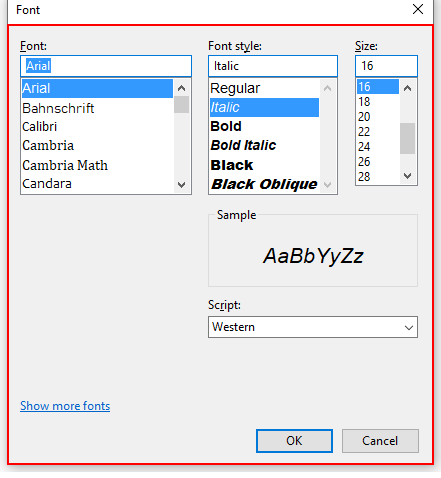 Font
Font:
Arial
Arial
Bahnschrift
Calibri
Cambria
Cambria Math
Candara
Font style:
Italic
Regular
Italic
Bold
Bold Italic
Black
Black Oblique
Size:
16
16
18
20
22
24
26
28
Sample
AaBbYyZz
Script:
Western
Show more fonts
OK
Cancel